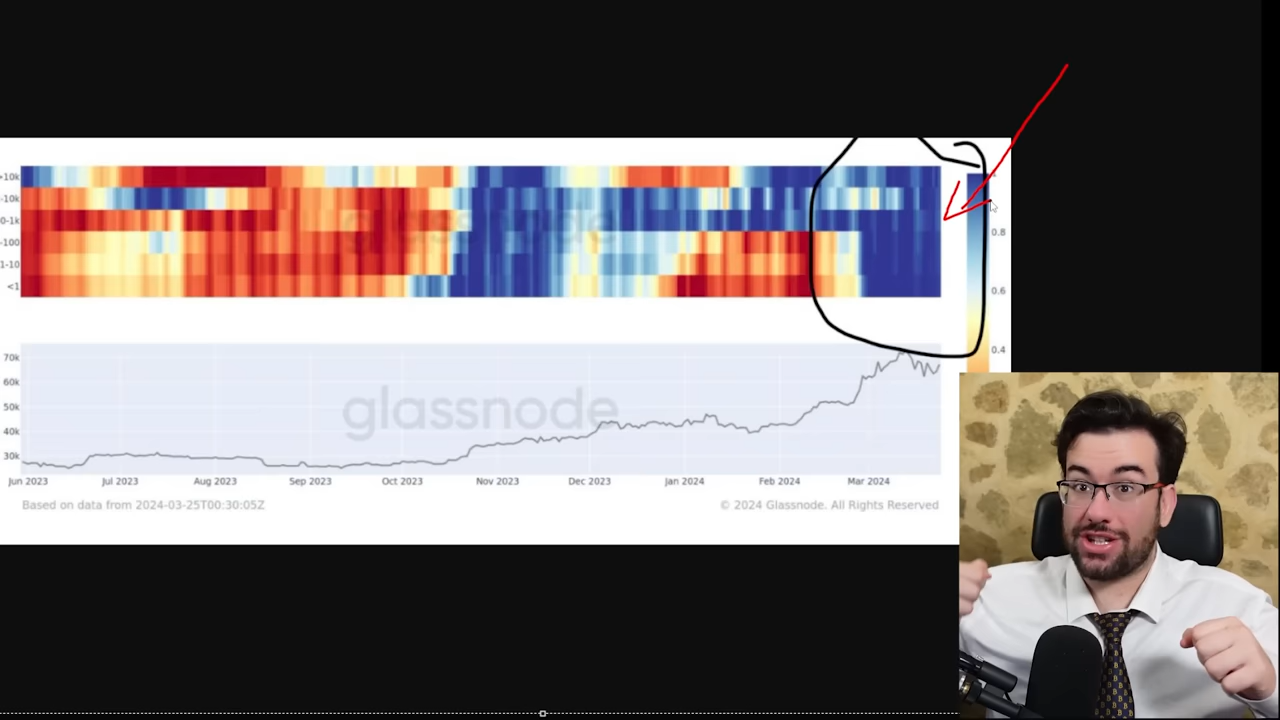 >10k
-10k
0-1k
-100
1-10
<1
glassnode
0.8
0.6
0.4
70k
60k
50k
40k
30k
glassnode
Jun 2023 Jul 2023 Aug 2023 Sep 2023 Oct 2023 Nov 2023 Dec 2023 Jan 2024 Feb 2024 Mar 2024
Based on data from 2024-03-25T00:30:05Z © 2024 Glassnode. All Rights Reserved